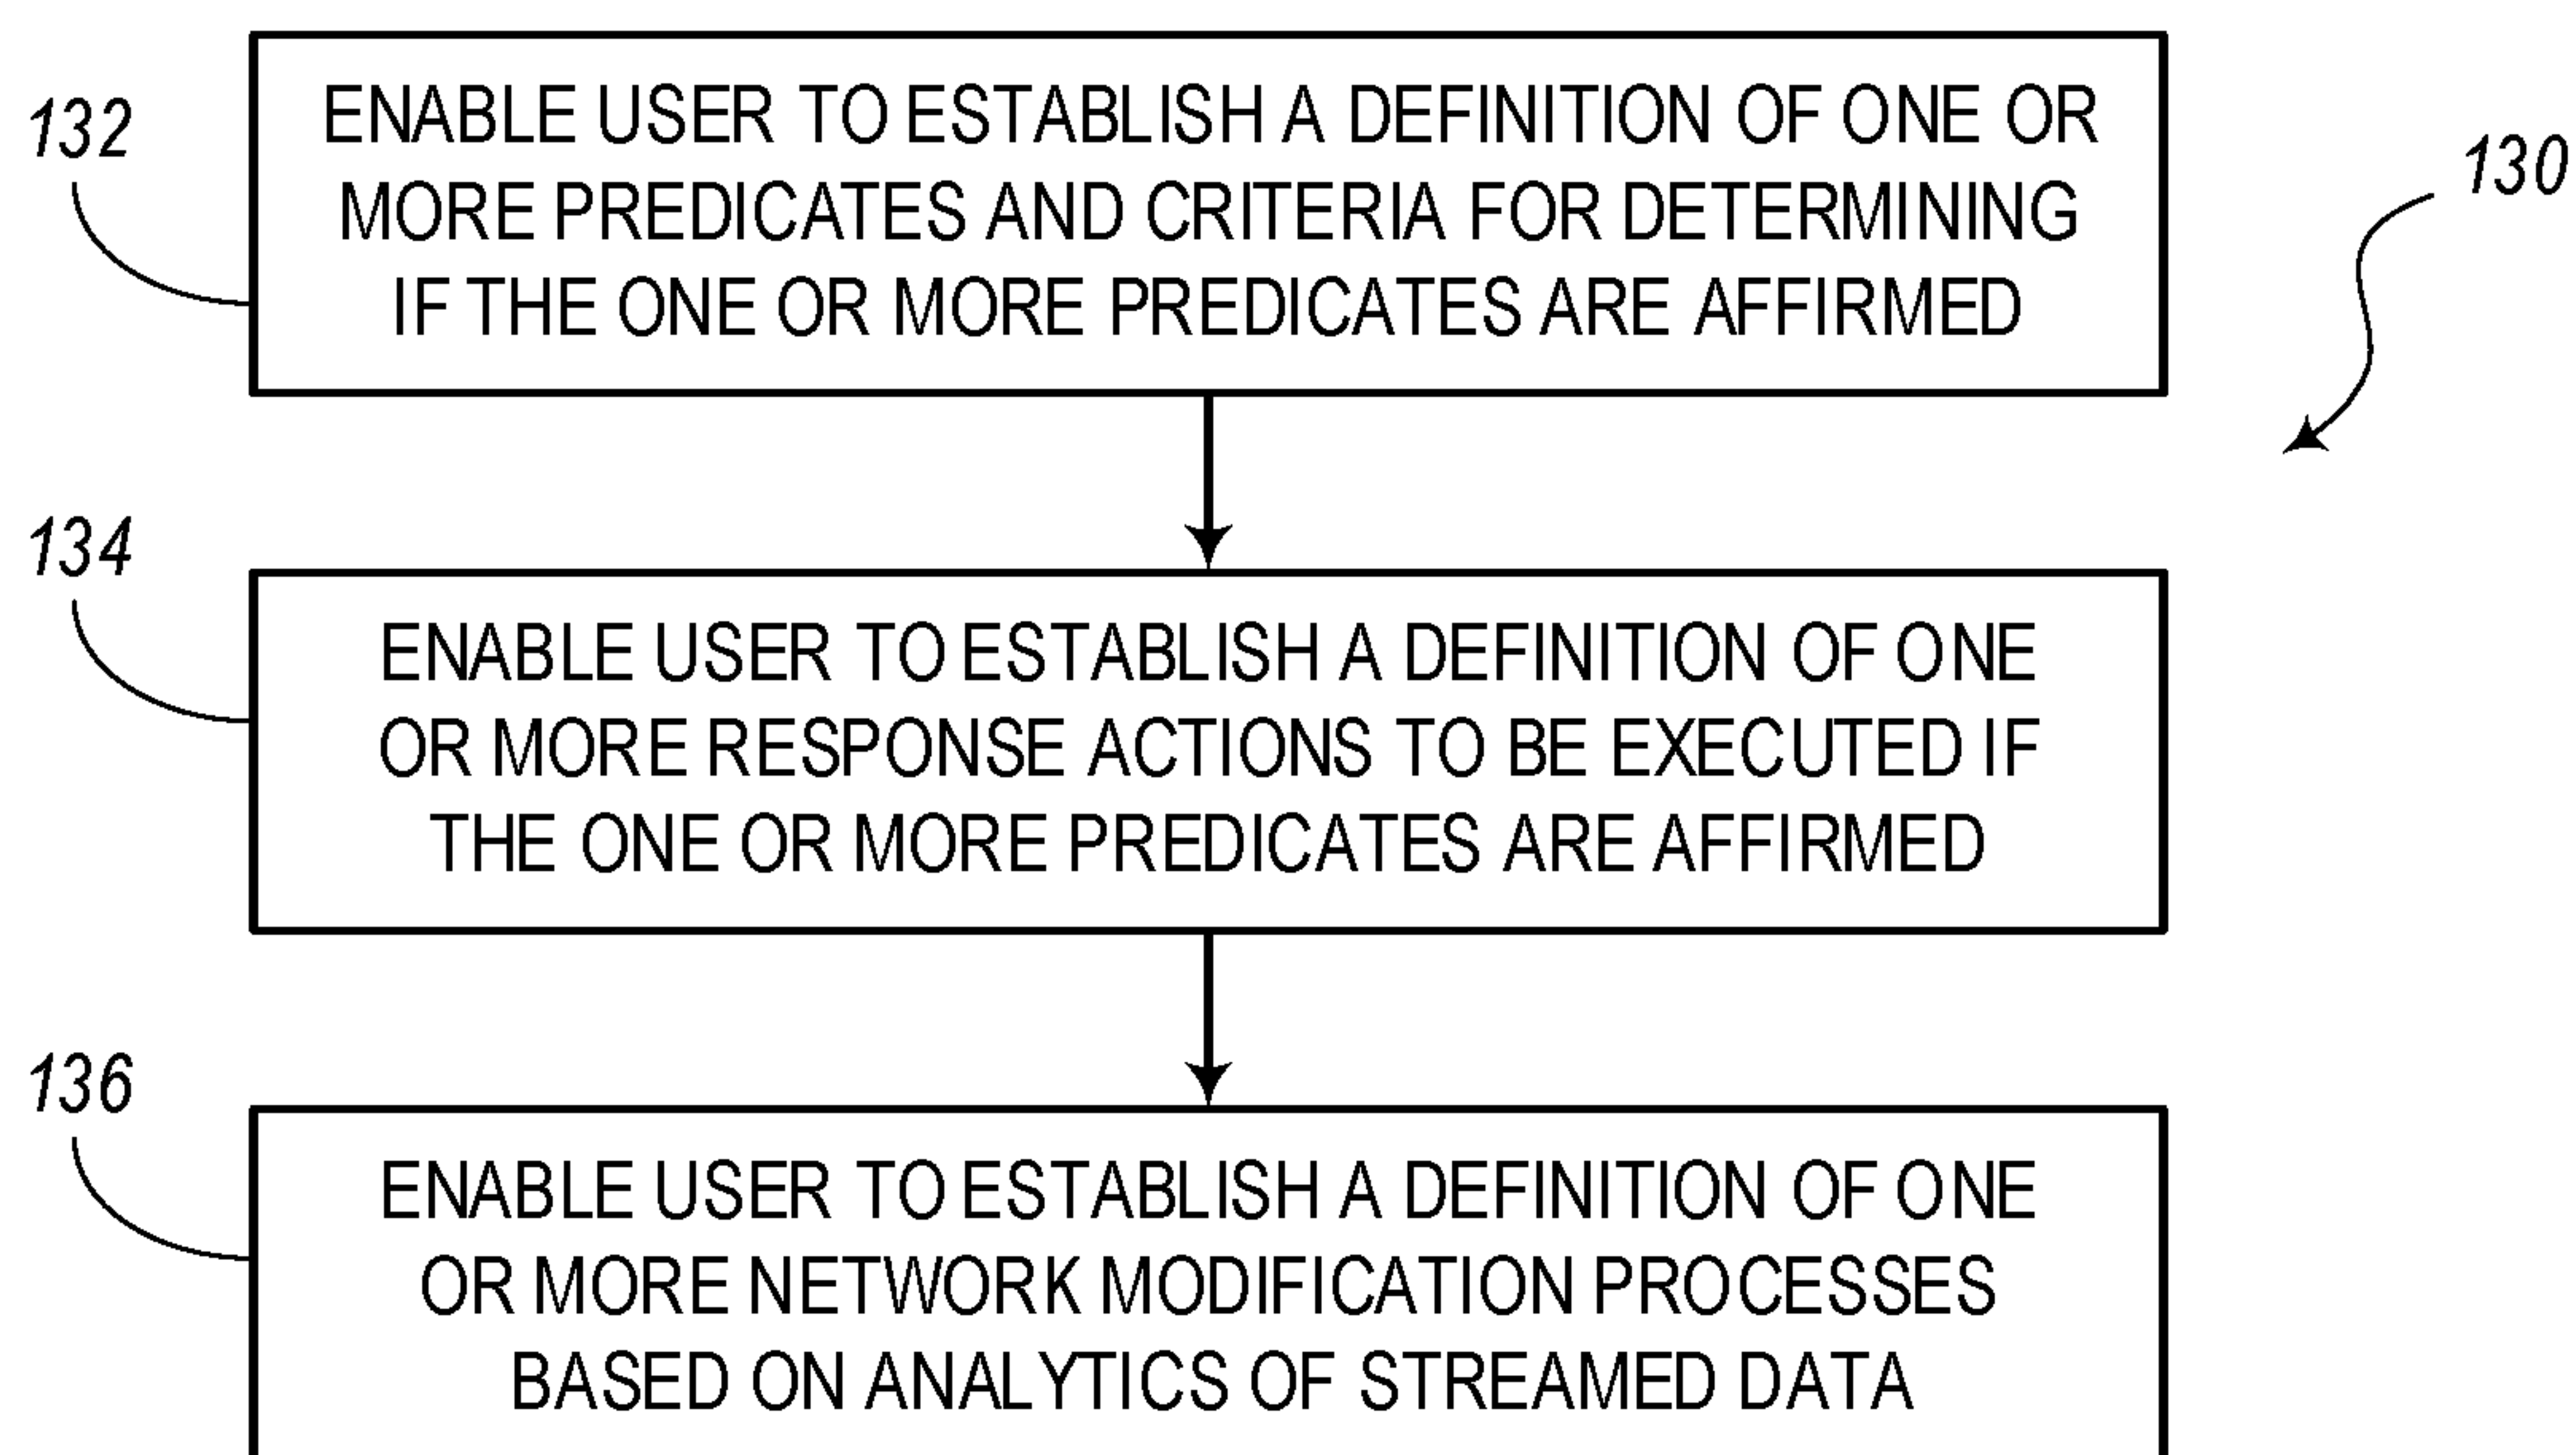 132
ENABLE USER TO ESTABLISH A DEFINITION OF ONE OR
MORE PREDICATES AND CRITERIA FOR DETERMINING
IF THE ONE OR MORE PREDICATES ARE AFFIRMED
130
134
ENABLE USER TO ESTABLISH A DEFINITION OF ONE
OR MORE RESPONSE ACTIONS TO BE EXECUTED IF
THE ONE OR MORE PREDICATES ARE AFFIRMED
136
ENABLE USER TO ESTABLISH A DEFINITION OF ONE
OR MORE NETWORK MODIFICATION PROCESSES
BASED ON ANALYTICS OF STREAMED DATA